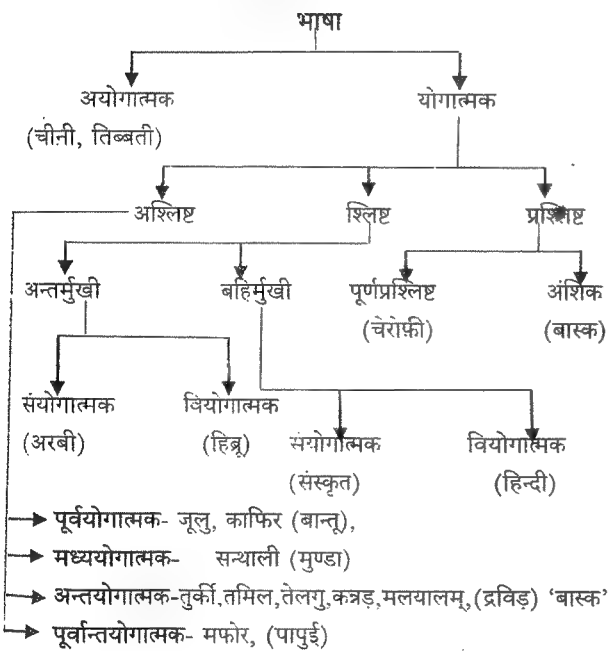 भाषा
अयोगात्मक योगात्मक
(चीनी, तिब्बती)
अश्लिष्ट श्लिष्ट प्रश्लिष्ट
अन्तर्मुखी बहिर्मुखी पूर्णप्रश्लिष्ट अंशिक
(चेरोफ़ी) (बास्क)
संयोगात्मक वियोगात्मक
(अरबी) (हिब्रू) संयोगात्मक वियोगात्मक
(संस्कृत) (हिन्दी)
पूर्वयोगात्मक- जूलु, काफिर (बान्तू),
मध्ययोगात्मक- सन्थाली (मुण्डा)
अन्तयोगात्मक-तुर्की,तमिल,तेलगु,कन्नड़,मलयालम्,(द्रविड़) 'बास्क'
पूर्वान्तयोगात्मक- मफोर, (पापुई)